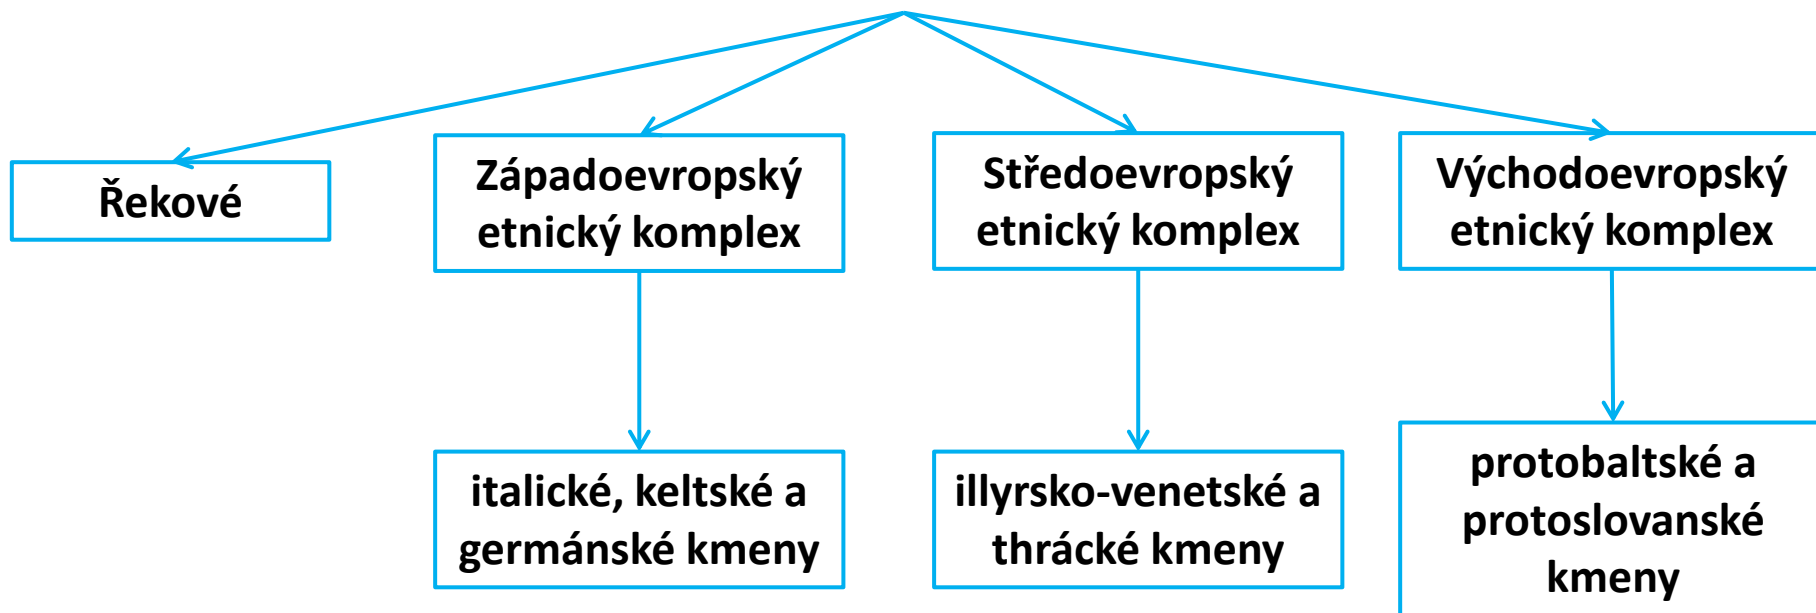 Řekové
Západoevropský
etnický komplex
Středoevropský
etnický komplex
Východoevropský
etnický komplex
italické, keltské a
germánské kmeny
illyrsko-venetské a
thrácké kmeny
protobaltské a
protoslovanské
kmeny